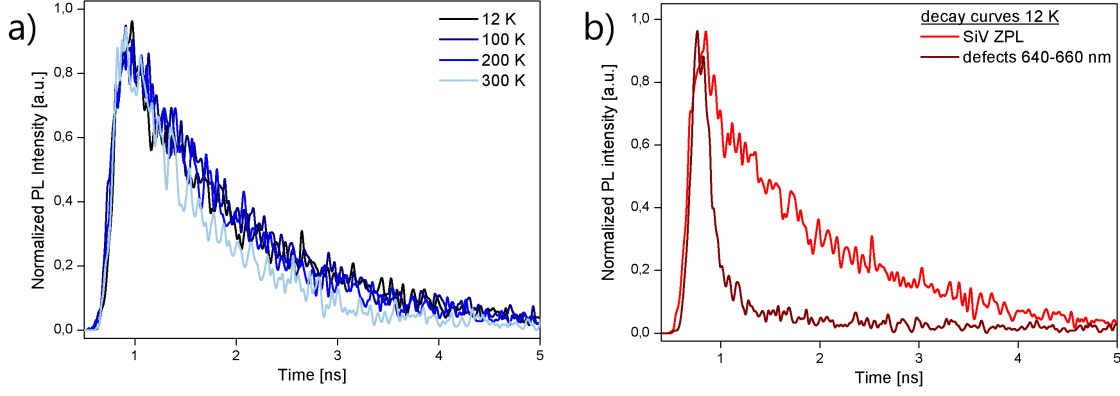 a)
12 K
100 K
200 K
300 K
1,0
0,8
0,6
0,4
0,2
0,0
Normalized PL Intensity [a.u.]
1 2 3 4 5
Time [ns]
b)
decay curves 12 K
SiV ZPL
defects 640-660 nm
1,0
0,8
0,6
0,4
0,2
0,0
Normalized PL intensity [a.u.]
1 2 3 4 5
Time [ns]